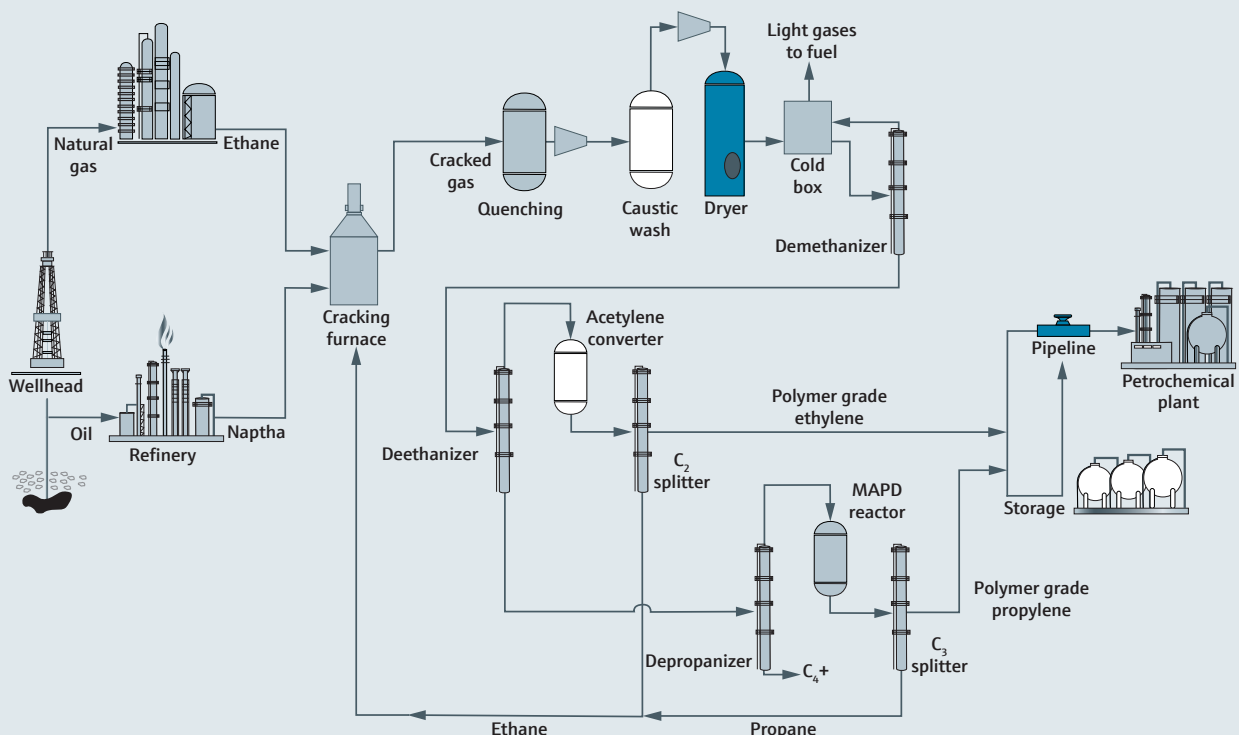 Light gases
to fuel
Natural
gas
Ethane
Cracked
gas
Quenching
Caustic
wash
Dryer
Cold
box
Demethanizer
Cracking
furnace
Wellhead
Oil
Refinery
Naptha
Acetylene
converter
Deethanizer
C₂
splitter
Polymer grade
ethylene
Pipeline
Petrochemical
plant
Storage
MAPD
reactor
Depropanizer
C₄+
C₃
splitter
Polymer grade
propylene
Ethane
Propane